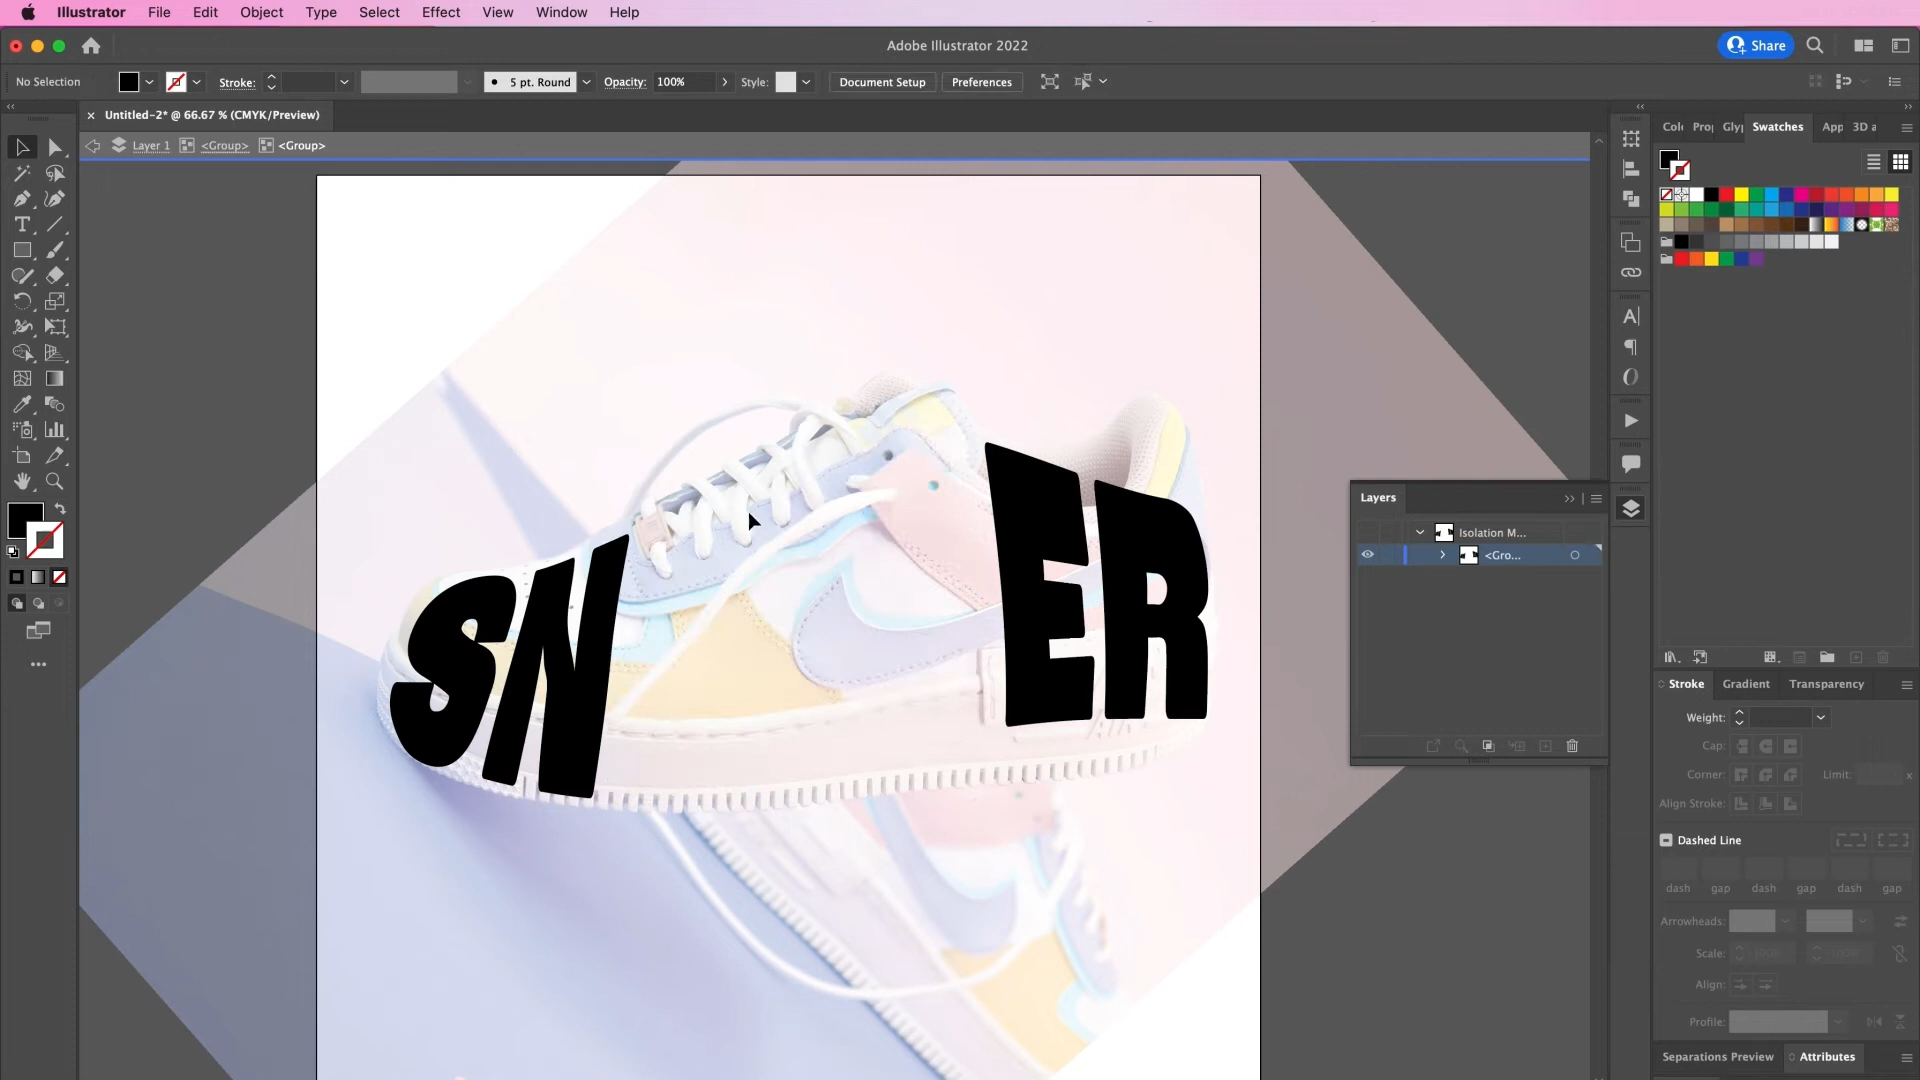 Illustrator File Edit Object Type Select Effect View Window Help
Adobe Illustrator 2022
Share
No Selection Stroke: 5 pt. Round Opacity: 100% Style: Document Setup Preferences
Untitled-2* @ 66.67 % (CMYK/Preview)
Layer 1 <Group> <Group>
Col Pro Gly Swatches App 3D a
SN ER
AIR
Layers
Isolation M...
<Gro...
Stroke Gradient Transparency
Weight:
Cap:
Corner: Limit: x
Align Stroke:
Dashed Line
dash gap dash gap dash gap
Arrowheads:
Scale: 100% 100%
Align:
Profile:
Separations Preview Attributes